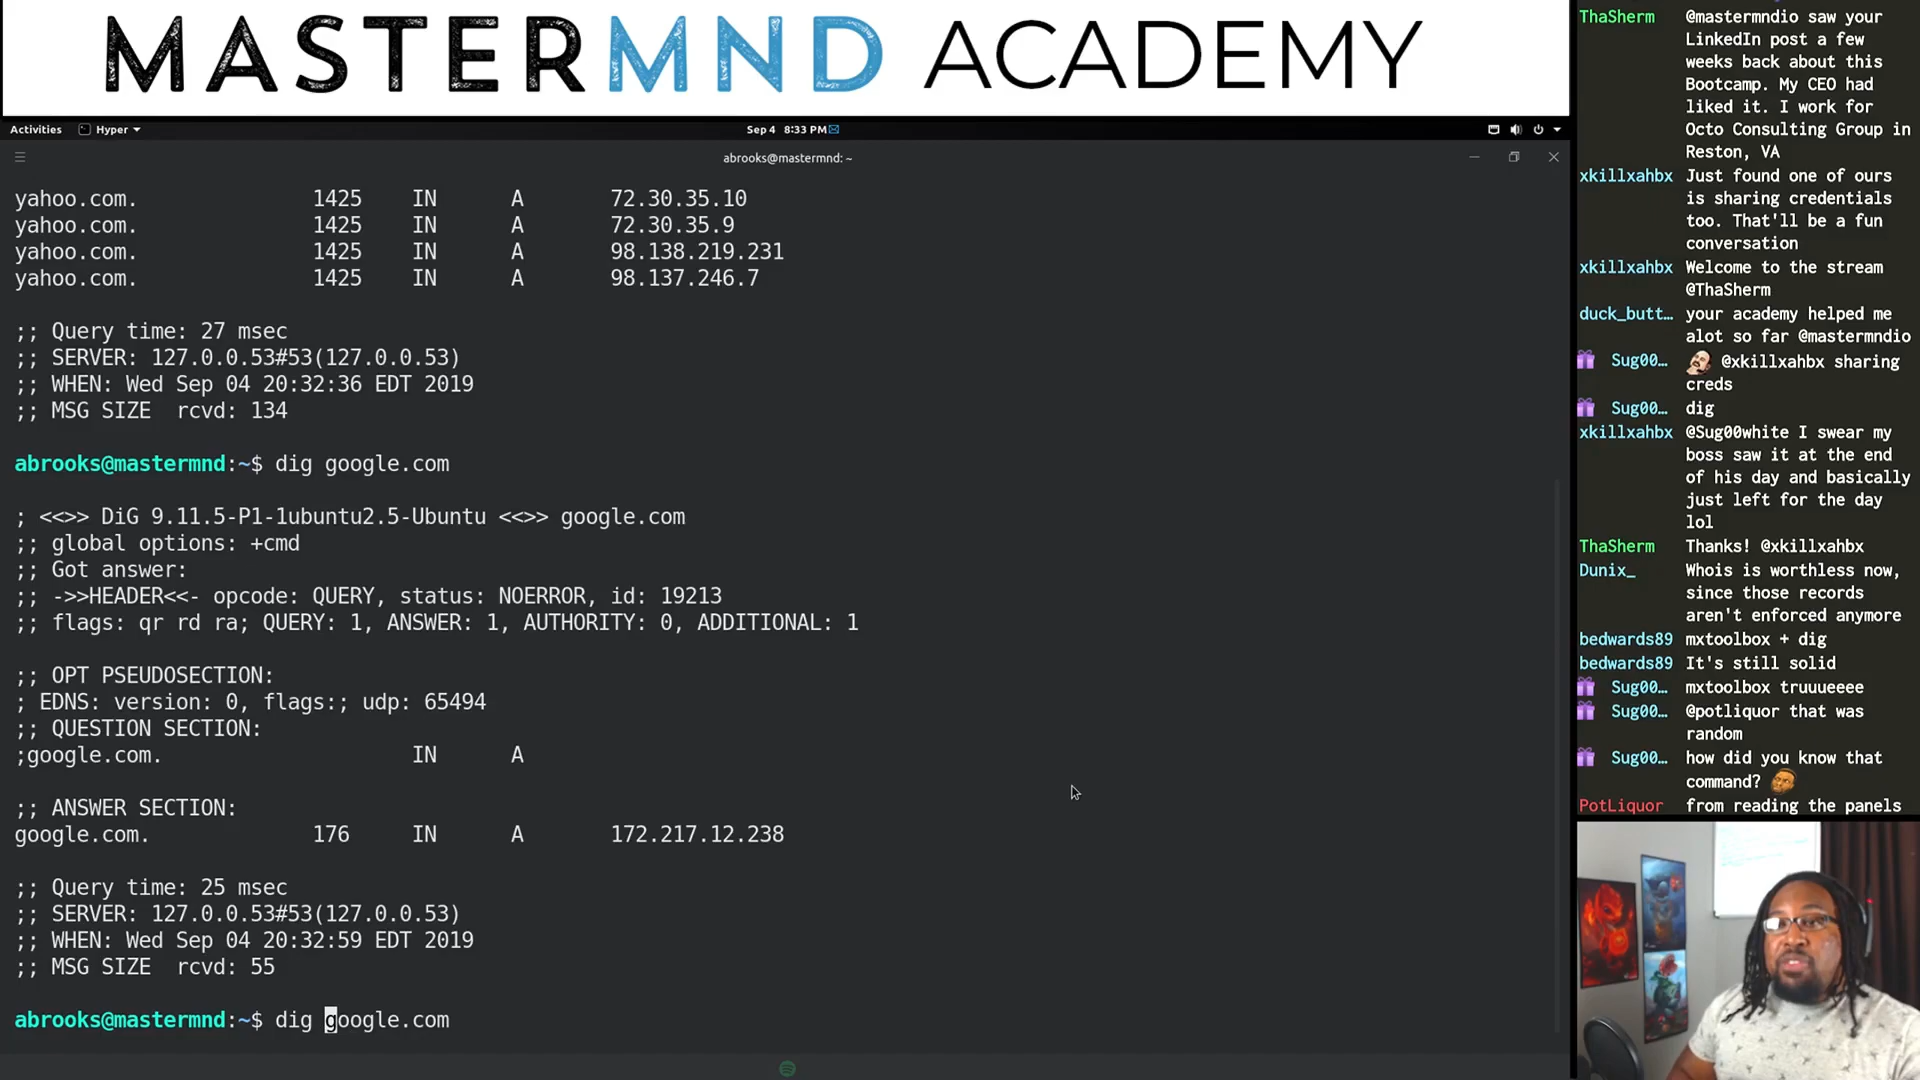 MASTERMND ACADEMY
Activities Hyper Sep 4 8:33 PM
abrooks@mastermnd: ~
yahoo.com. 1425 IN A 72.30.35.10
yahoo.com. 1425 IN A 72.30.35.9
yahoo.com. 1425 IN A 98.138.219.231
yahoo.com. 1425 IN A 98.137.246.7
;; Query time: 27 msec
;; SERVER: 127.0.0.53#53(127.0.0.53)
;; WHEN: Wed Sep 04 20:32:36 EDT 2019
;; MSG SIZE rcvd: 134
abrooks@mastermnd:~$ dig google.com
; <<>> DiG 9.11.5-P1-1ubuntu2.5-Ubuntu <<>> google.com
;; global options: +cmd
;; Got answer:
;; ->>HEADER<<- opcode: QUERY, status: NOERROR, id: 19213
;; flags: qr rd ra; QUERY: 1, ANSWER: 1, AUTHORITY: 0, ADDITIONAL: 1
;; OPT PSEUDOSECTION:
; EDNS: version: 0, flags:; udp: 65494
;; QUESTION SECTION:
;google.com. IN A
;; ANSWER SECTION:
google.com. 176 IN A 172.217.12.238
;; Query time: 25 msec
;; SERVER: 127.0.0.53#53(127.0.0.53)
;; WHEN: Wed Sep 04 20:32:59 EDT 2019
;; MSG SIZE rcvd: 55
abrooks@mastermnd:~$ dig google.com
ThaSherm @mastermndio saw your
LinkedIn post a few
weeks back about this
Bootcamp. My CEO had
liked it. I work for
Octo Consulting Group in
Reston, VA
xkillxahbx Just found one of ours
is sharing credentials
too. That'll be a fun
conversation
xkillxahbx Welcome to the stream
@ThaSherm
duck_butt… your academy helped me
alot so far @mastermndio
Sug00… @xkillxahbx sharing
creds
Sug00… dig
xkillxahbx @Sug00white I swear my
boss saw it at the end
of his day and basically
just left for the day
lol
ThaSherm Thanks! @xkillxahbx
Dunix_ Whois is worthless now,
since those records
aren't enforced anymore
bedwards89 mxtoolbox + dig
bedwards89 It's still solid
Sug00… mxtoolbox truuueeee
Sug00… @potliquor that was
random
Sug00… how did you know that
command?
PotLiquor from reading the panels